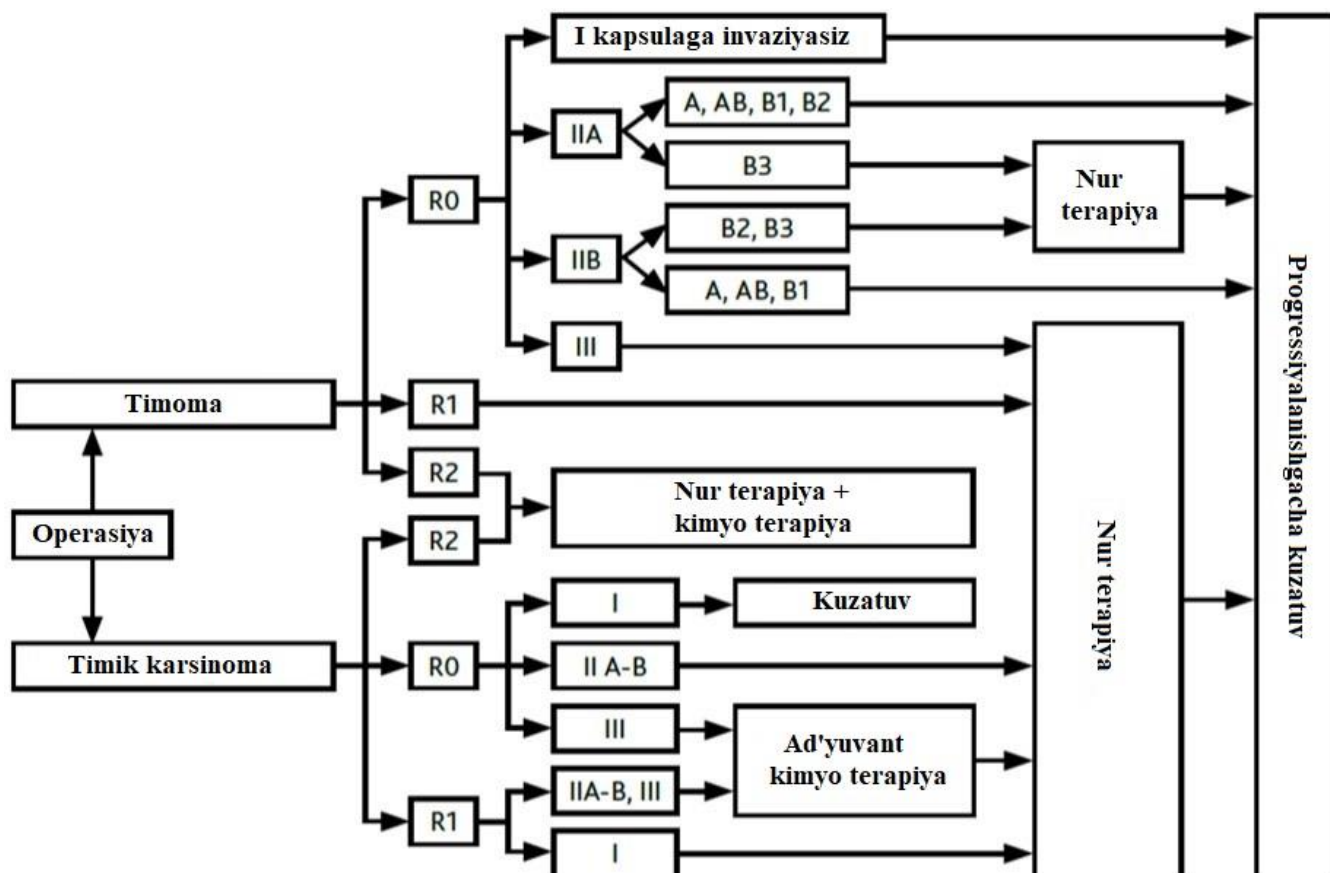 I kapsulaga invaziyasiz
A, AB, B1, B2
IIA
B3
Nur
terapiya
R0
B2, B3
IIB
A, AB, B1
III
Timoma
R1
R2
Nur terapiya +
kimyo terapiya
Operasiya
R2
I
Kuzatuv
Timik karsinoma
R0
II A-B
III
Ad'yuvant
kimyo terapiya
IIA-B, III
R1
I
Nur terapiya
Progressiyalanishgacha kuzatuv